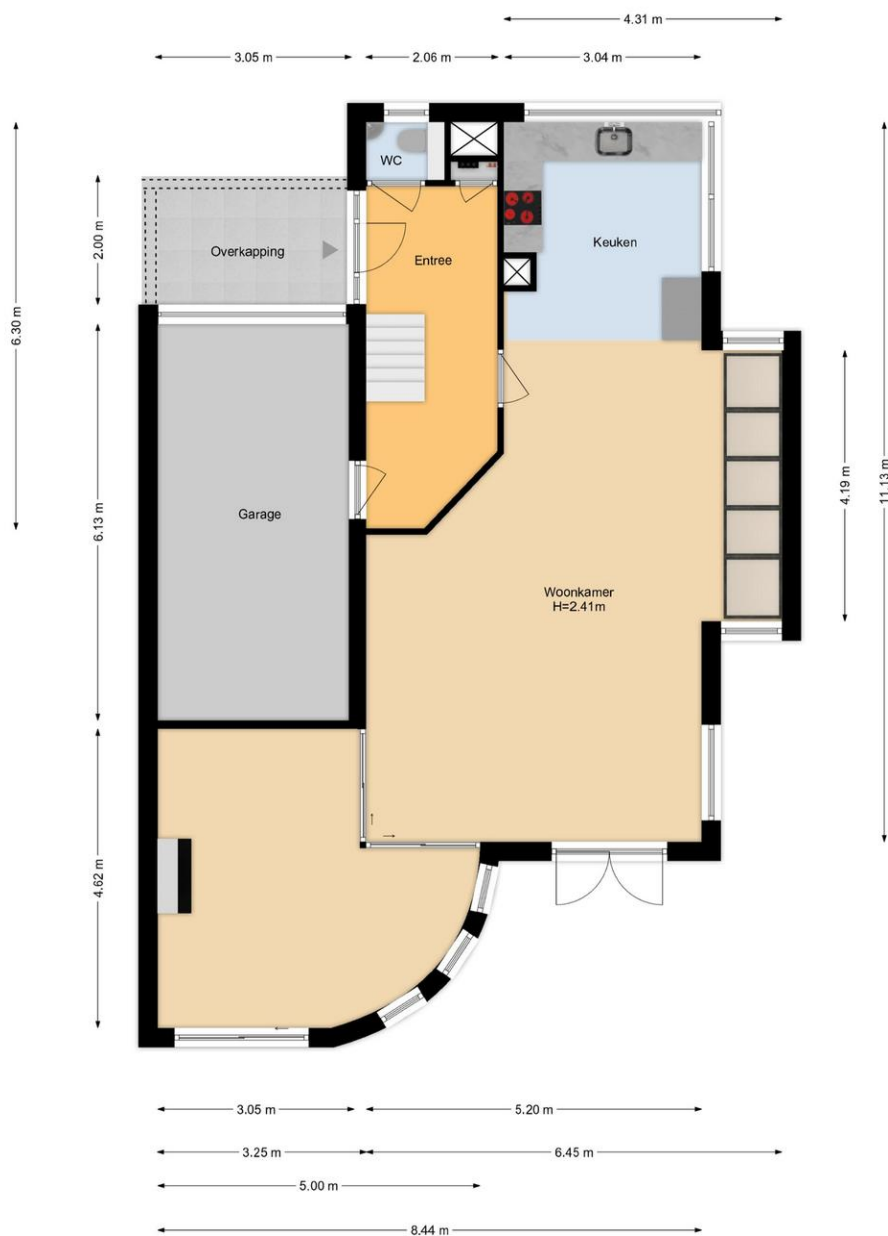 4.31 m
3.05 m
2.06 m
3.04 m
WC
Overkapping
Entree
Keuken
2.00 m
6.30 m
4.19 m
11.13 m
6.13 m
Garage
Woonkamer
H=2.41m
4.62 m
3.05 m
5.20 m
3.25 m
6.45 m
5.00 m
8.44 m